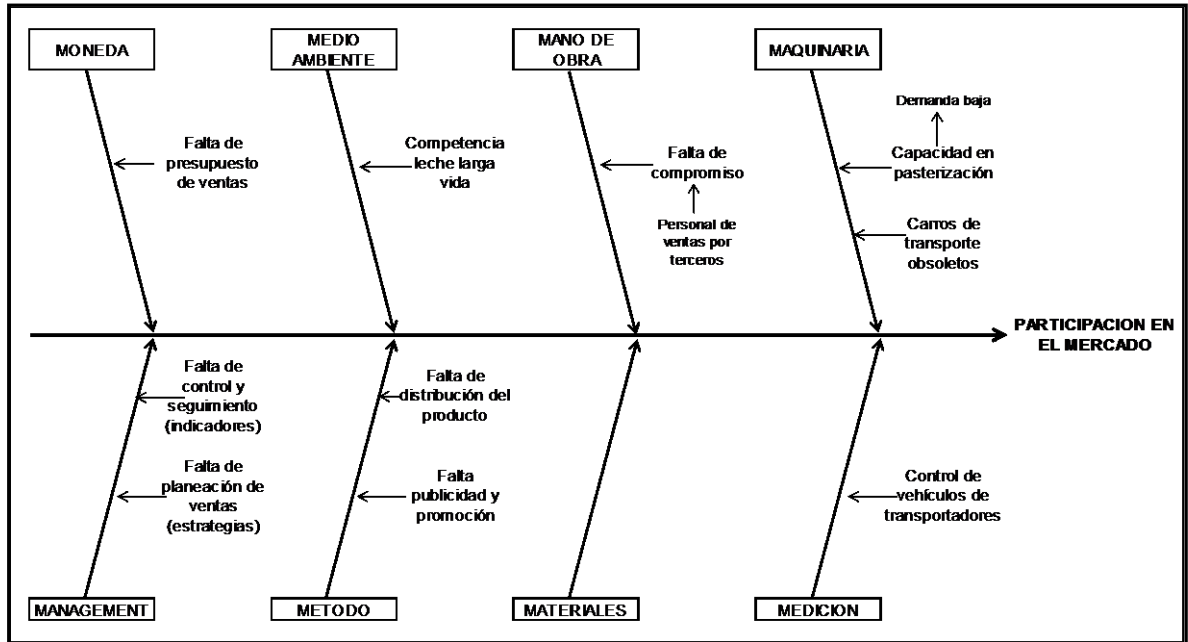 MONEDA
MEDIO
AMBIENTE
MANO DE
OBRA
MAQUINARIA
Falta de
presupuesto
de ventas
Competencia
leche larga
vida
Falta de
compromiso
Personal de
ventas por
terceros
Demanda baja
Capacidad en
pasterización
Carros de
transporte
obsoletos
PARTICIPACION EN
EL MERCADO
Falta de
control y
seguimiento
(indicadores)
Falta de
planeación de
ventas
(estrategias)
Falta de
distribución del
producto
Falta
publicidad y
promoción
Control de
vehículos de
transportadores
MANAGEMENT
METODO
MATERIALES
MEDICION